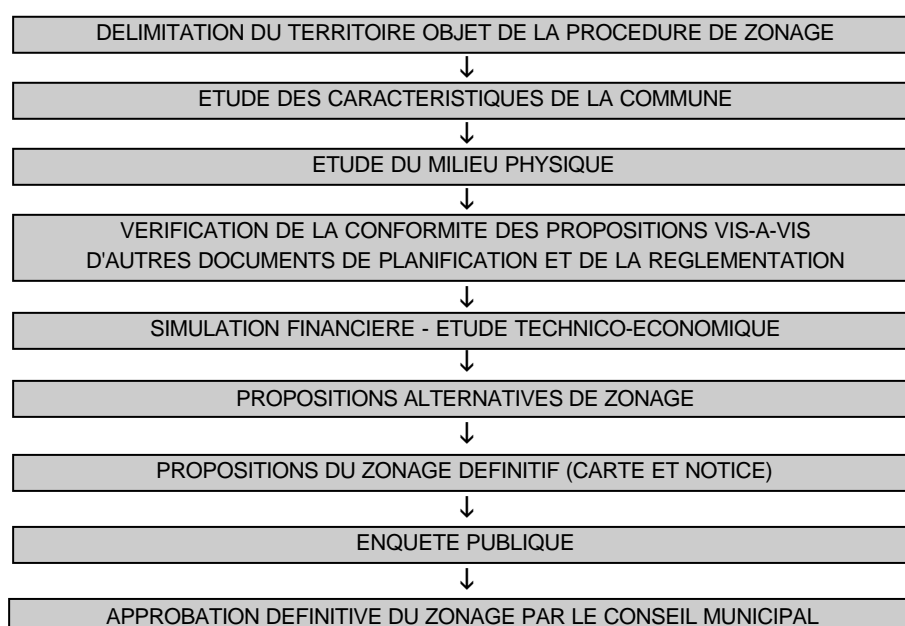 DELIMITATION DU TERRITOIRE OBJET DE LA PROCEDURE DE ZONAGE
ETUDE DES CARACTERISTIQUES DE LA COMMUNE
ETUDE DU MILIEU PHYSIQUE
VERIFICATION DE LA CONFORMITE DES PROPOSITIONS VIS-A-VIS
D'AUTRES DOCUMENTS DE PLANIFICATION ET DE LA REGLEMENTATION
SIMULATION FINANCIERE - ETUDE TECHNICO-ECONOMIQUE
PROPOSITIONS ALTERNATIVES DE ZONAGE
PROPOSITIONS DU ZONAGE DEFINITIF (CARTE ET NOTICE)
ENQUETE PUBLIQUE
APPROBATION DEFINITIVE DU ZONAGE PAR LE CONSEIL MUNICIPAL